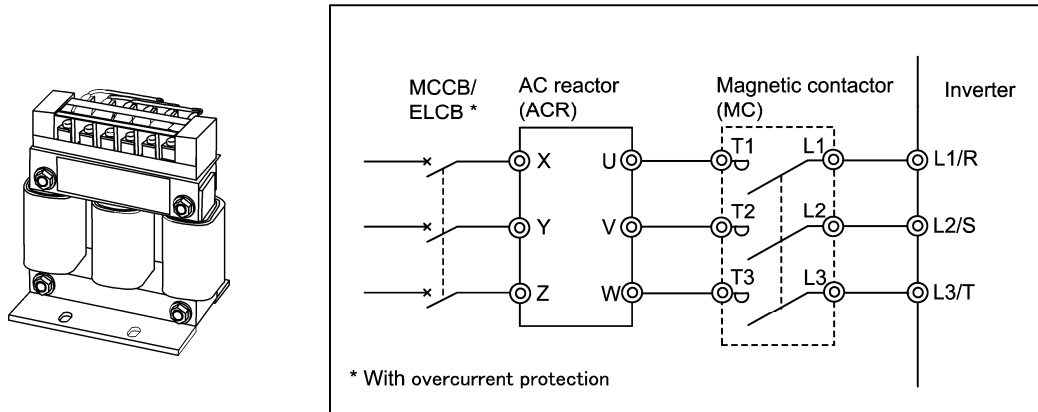 MCCB/
ELCB *
AC reactor
(ACR)
Magnetic contactor
(MC)
Inverter
X U T1 L1 L1/R
Y V T2 L2 L2/S
Z W T3 L3 L3/T
* With overcurrent protection